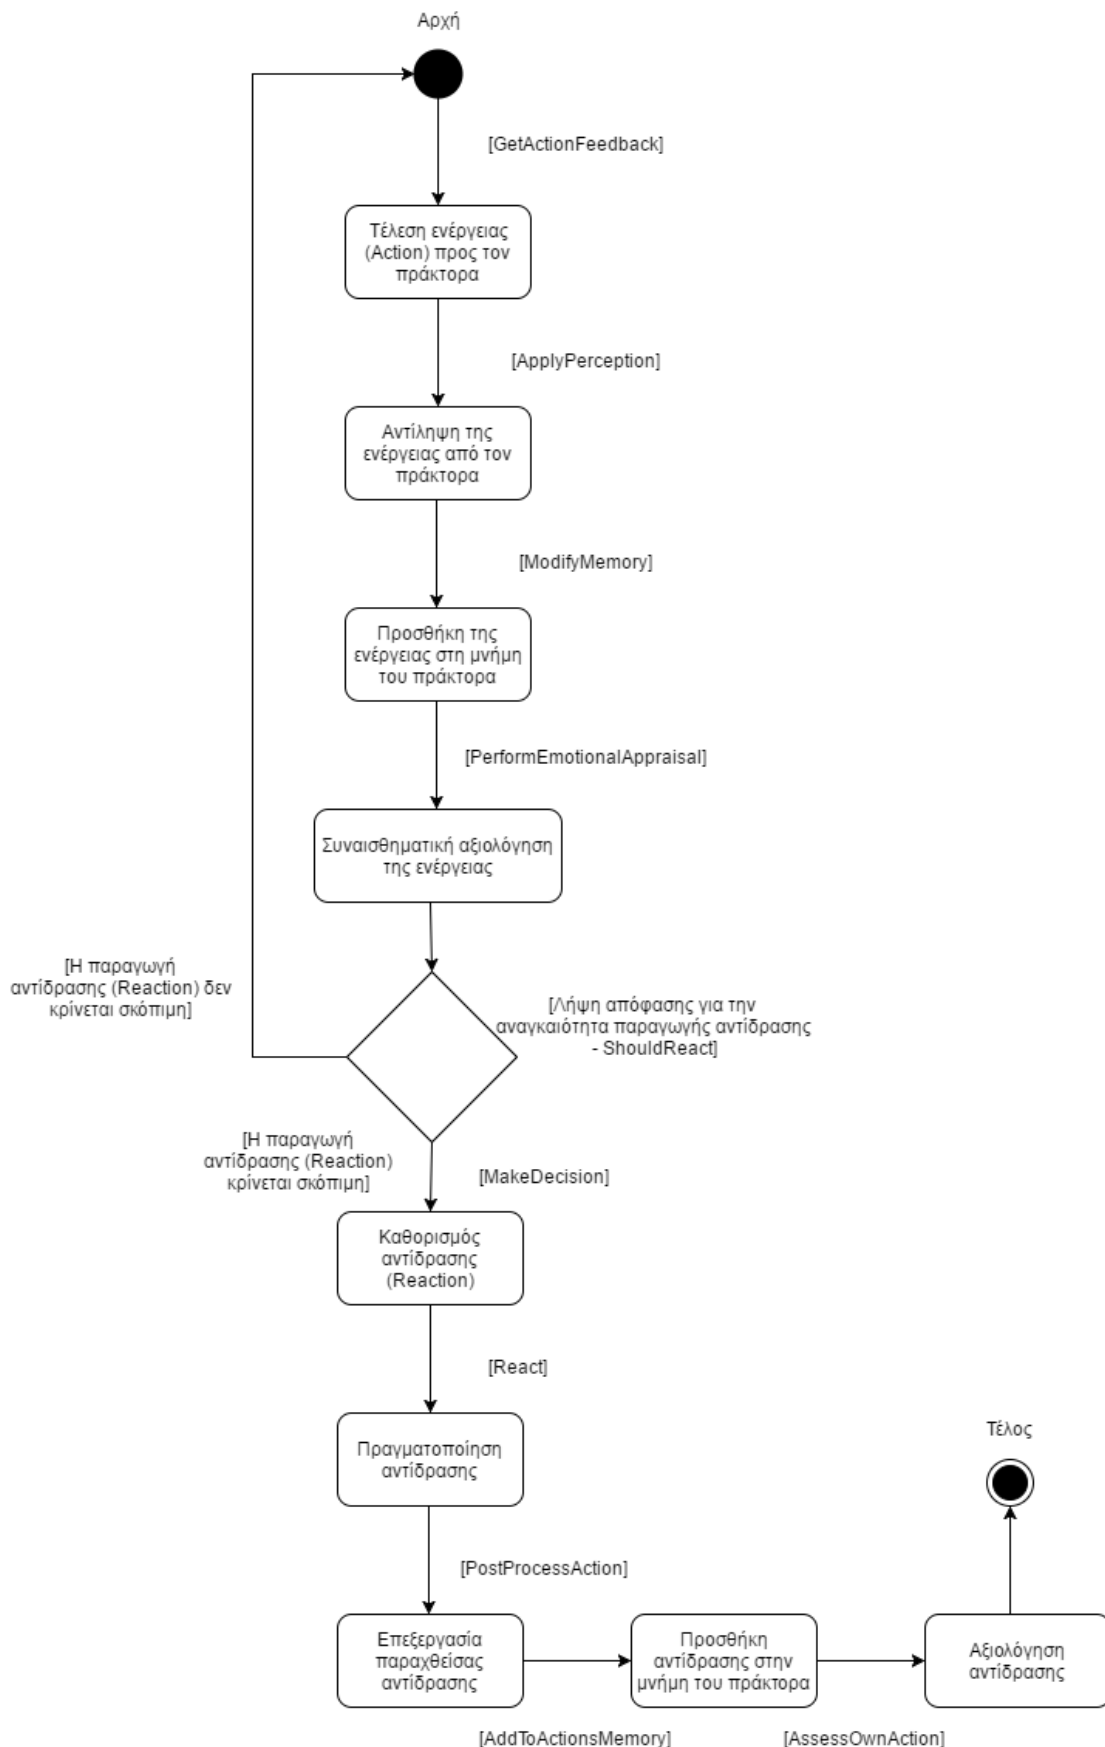 Αρχή
[GetActionFeedback]
Τέλεση ενέργειας
(Action) προς τον
πράκτορα
[ApplyPerception]
Αντίληψη της
ενέργειας από τον
πράκτορα
[ModifyMemory]
Προσθήκη της
ενέργειας στη μνήμη
του πράκτορα
[PerformEmotionalAppraisal]
Συναισθηματική αξιολόγηση
της ενέργειας
[Η παραγωγή
αντίδρασης (Reaction) δεν
κρίνεται σκόπιμη]
[Λήψη απόφασης για την
αναγκαιότητα παραγωγής αντίδρασης
- ShouldReact]
[Η παραγωγή
αντίδρασης (Reaction)
κρίνεται σκόπιμη]
[MakeDecision]
Καθορισμός
αντίδρασης
(Reaction)
[React]
Πραγματοποίηση
αντίδρασης
Τέλος
[PostProcessAction]
Επεξεργασία
παραχθείσας
αντίδρασης
Προσθήκη
αντίδρασης στην
μνήμη του πράκτορα
Αξιολόγηση
αντίδρασης
[AddToActionsMemory]
[AssessOwnAction]